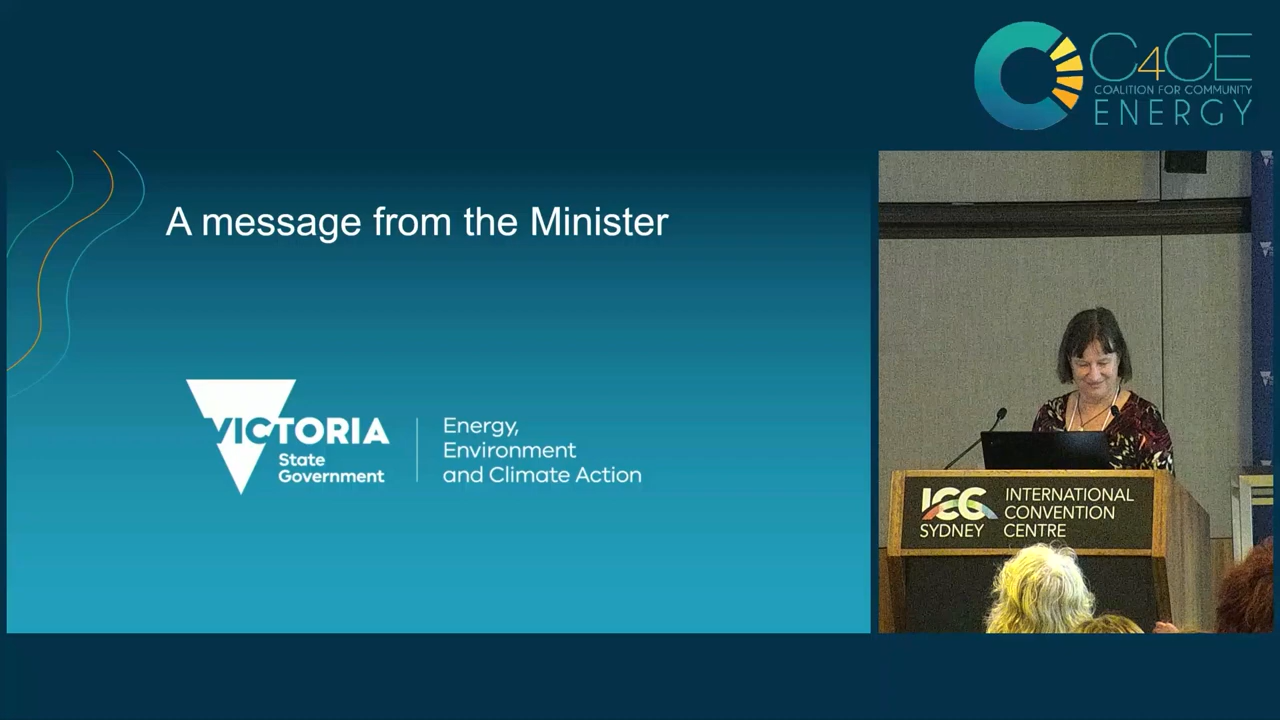 C4CE
COALITION FOR COMMUNITY
ENERGY
A message from the Minister
VICTORIA
State
Government
Energy,
Environment
and Climate Action
ICC
SYDNEY
INTERNATIONAL
CONVENTION
CENTRE